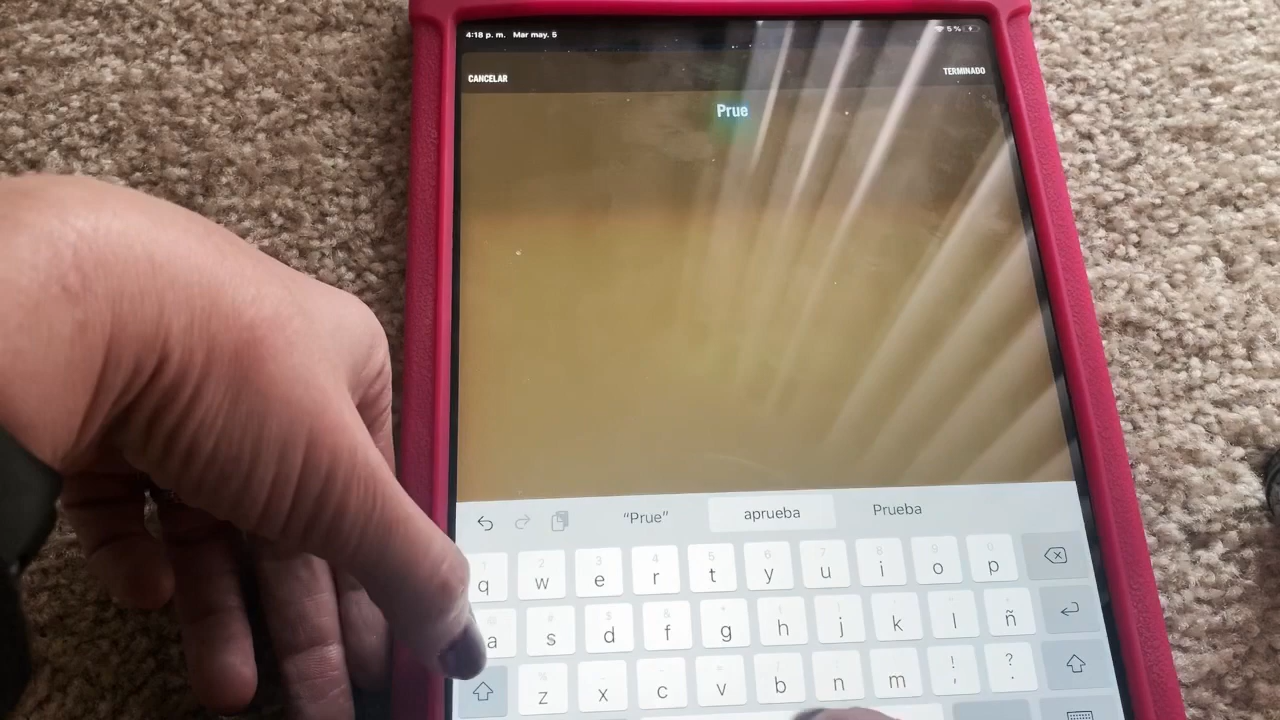 4:18 p. m. Mar may. 5
5 %
CANCELAR
TERMINADO
Prue
“Prue”
aprueba
Prueba
q w e r t y u i o p
a s d f g h j k l ñ
z x c v b n m ! , ? .